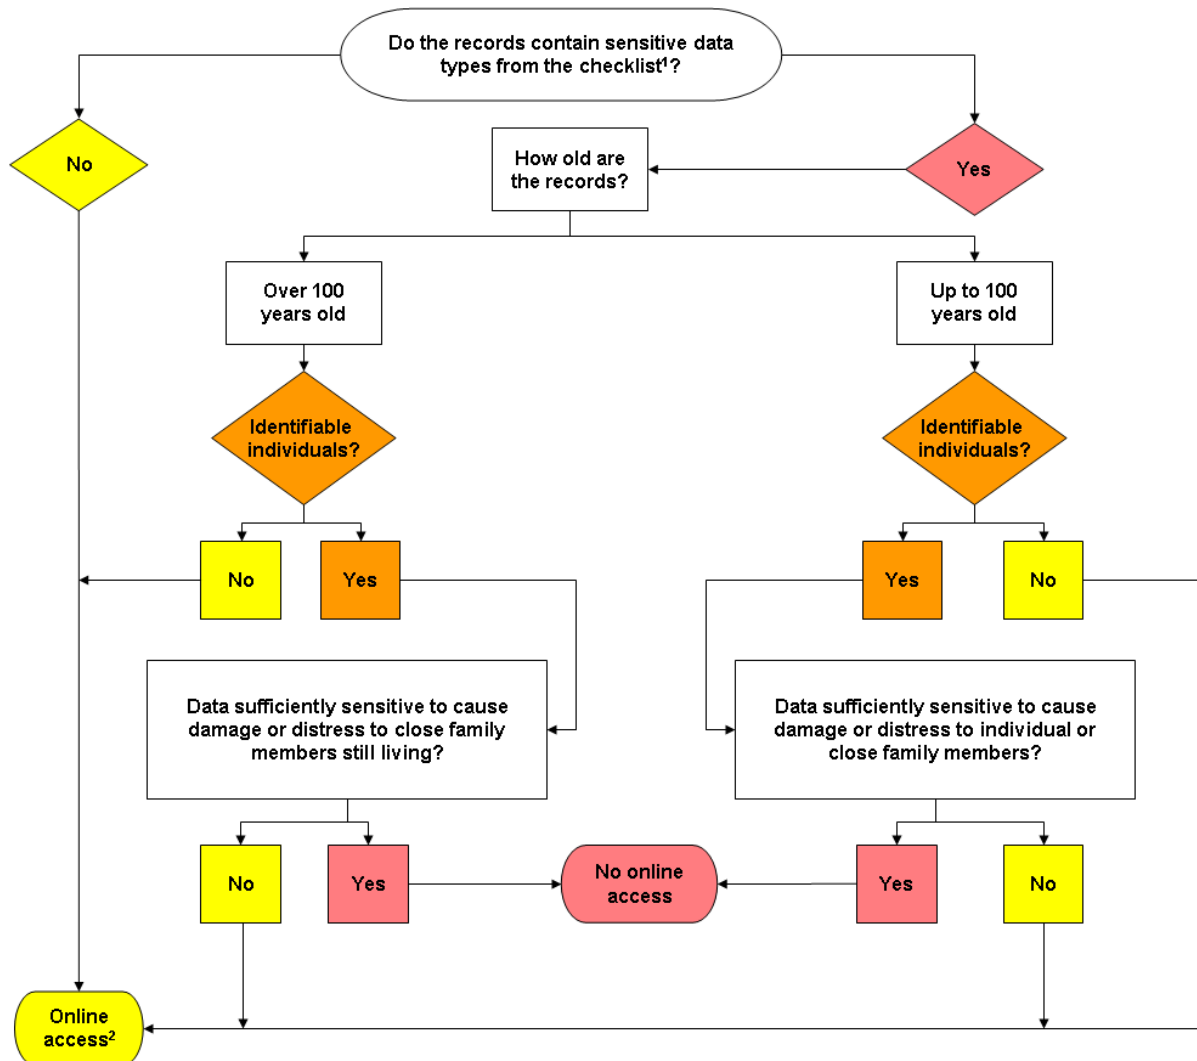 Do the records contain sensitive data
types from the checklist¹?
No
How old are
the records?
Yes
Over 100
years old
Up to 100
years old
Identifiable
individuals?
Identifiable
individuals?
No
Yes
Yes
No
Data sufficiently sensitive to cause
damage or distress to close family
members still living?
Data sufficiently sensitive to cause
damage or distress to individual or
close family members?
No
Yes
No online
access
Yes
No
Online
access²